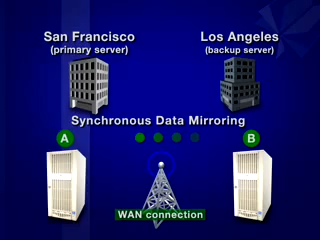 San Francisco
(primary server)
Los Angeles
(backup server)
Synchronous Data Mirroring
A
B
WAN connection